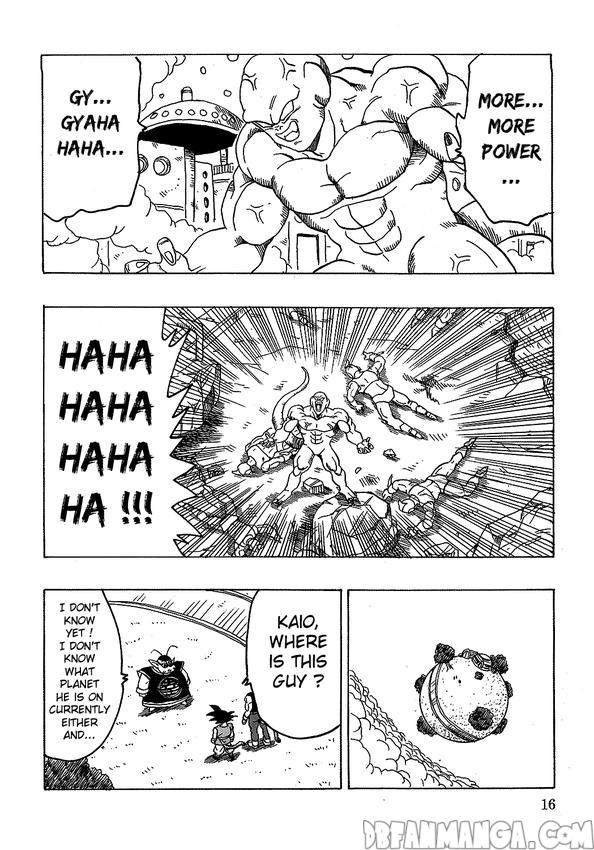 MORE...
MORE
POWER
...
GY...
GYAHA
HAHA...
HAHA
HAHA
HAHA
HA !!!
KAIO,
WHERE
IS THIS
GUY ?
I DON'T
KNOW
YET !
I DON'T
KNOW
WHAT
PLANET
HE IS ON
CURRENTLY
EITHER
AND...
16
DBFANMANGA.COM